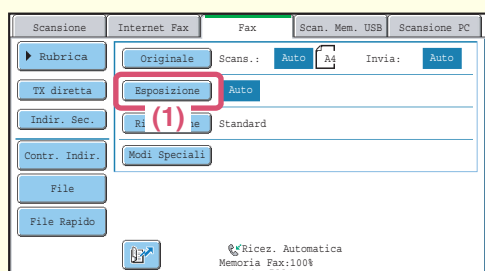 Scansione Internet Fax Fax Scan. Mem. USB Scansione PC
Rubrica Originale Scans.: Auto A4 Invia: Auto
TX diretta Esposizione Auto
Indir. Sec. (1) Standard
Contr. Indir. Modi Speciali
File
File Rapido
Ricez. Automatica
Memoria Fax:100%